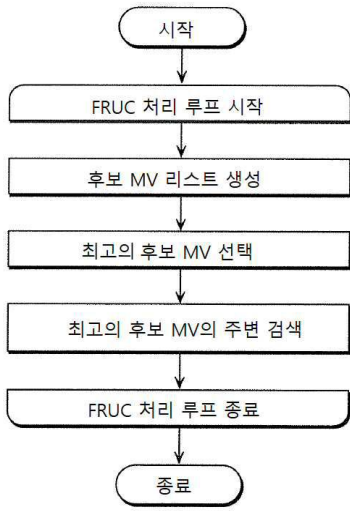 시작
FRUC 처리 루프 시작
후보 MV 리스트 생성
최고의 후보 MV 선택
최고의 후보 MV의 주변 검색
FRUC 처리 루프 종료
종료